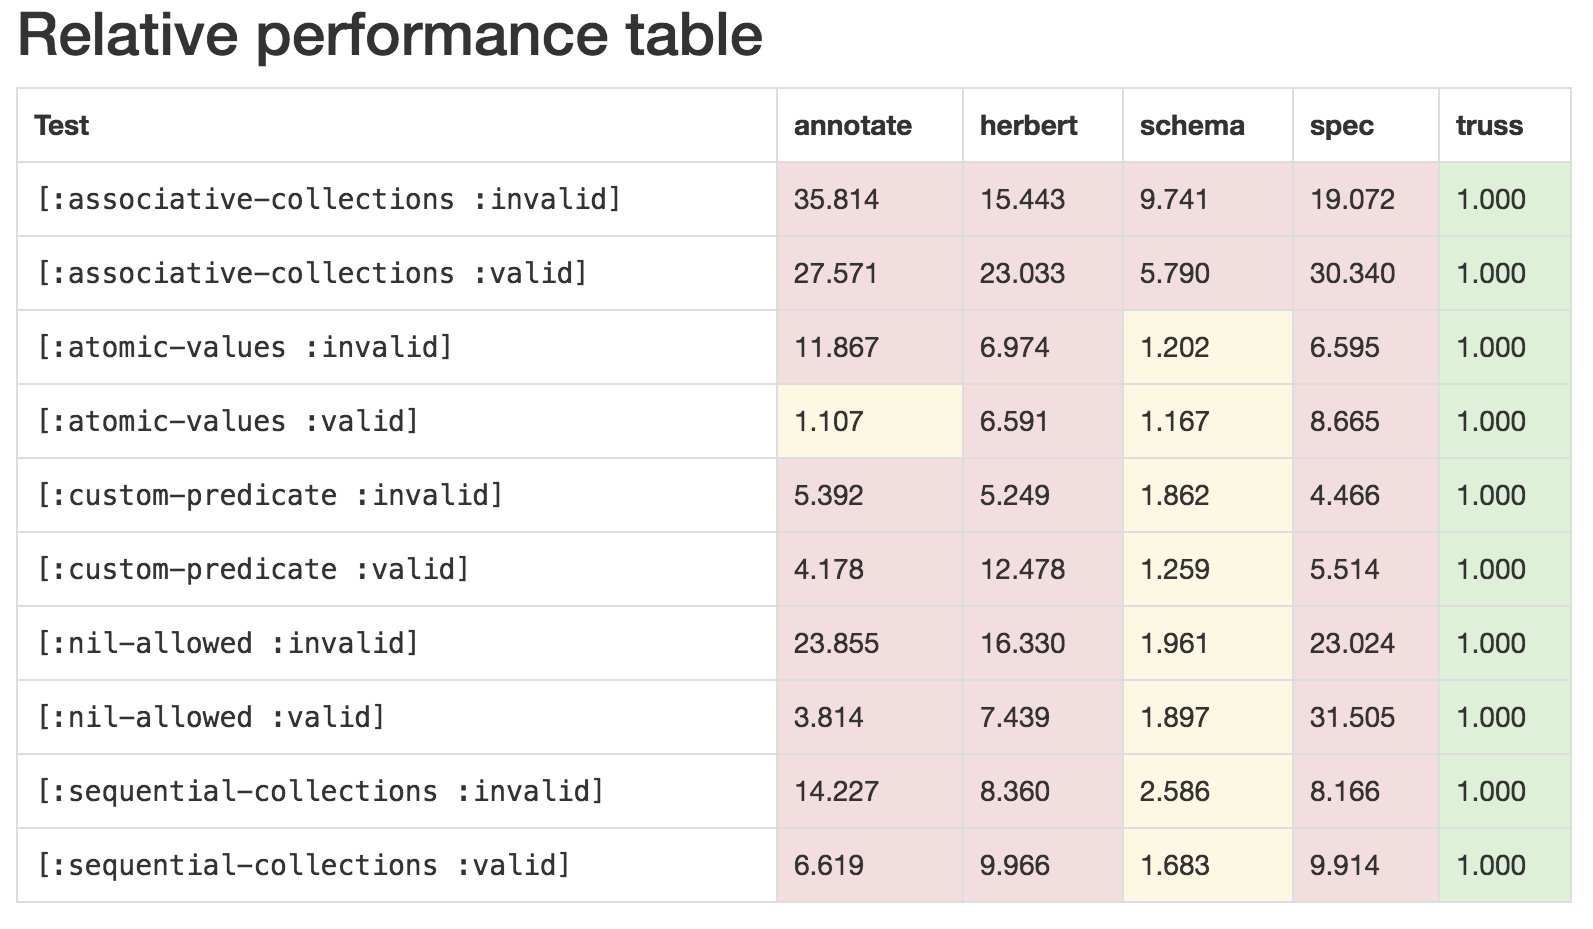 Relative performance table
Test annotate herbert schema spec truss
[:associative-collections :invalid] 35.814 15.443 9.741 19.072 1.000
[:associative-collections :valid] 27.571 23.033 5.790 30.340 1.000
[:atomic-values :invalid] 11.867 6.974 1.202 6.595 1.000
[:atomic-values :valid] 1.107 6.591 1.167 8.665 1.000
[:custom-predicate :invalid] 5.392 5.249 1.862 4.466 1.000
[:custom-predicate :valid] 4.178 12.478 1.259 5.514 1.000
[:nil-allowed :invalid] 23.855 16.330 1.961 23.024 1.000
[:nil-allowed :valid] 3.814 7.439 1.897 31.505 1.000
[:sequential-collections :invalid] 14.227 8.360 2.586 8.166 1.000
[:sequential-collections :valid] 6.619 9.966 1.683 9.914 1.000